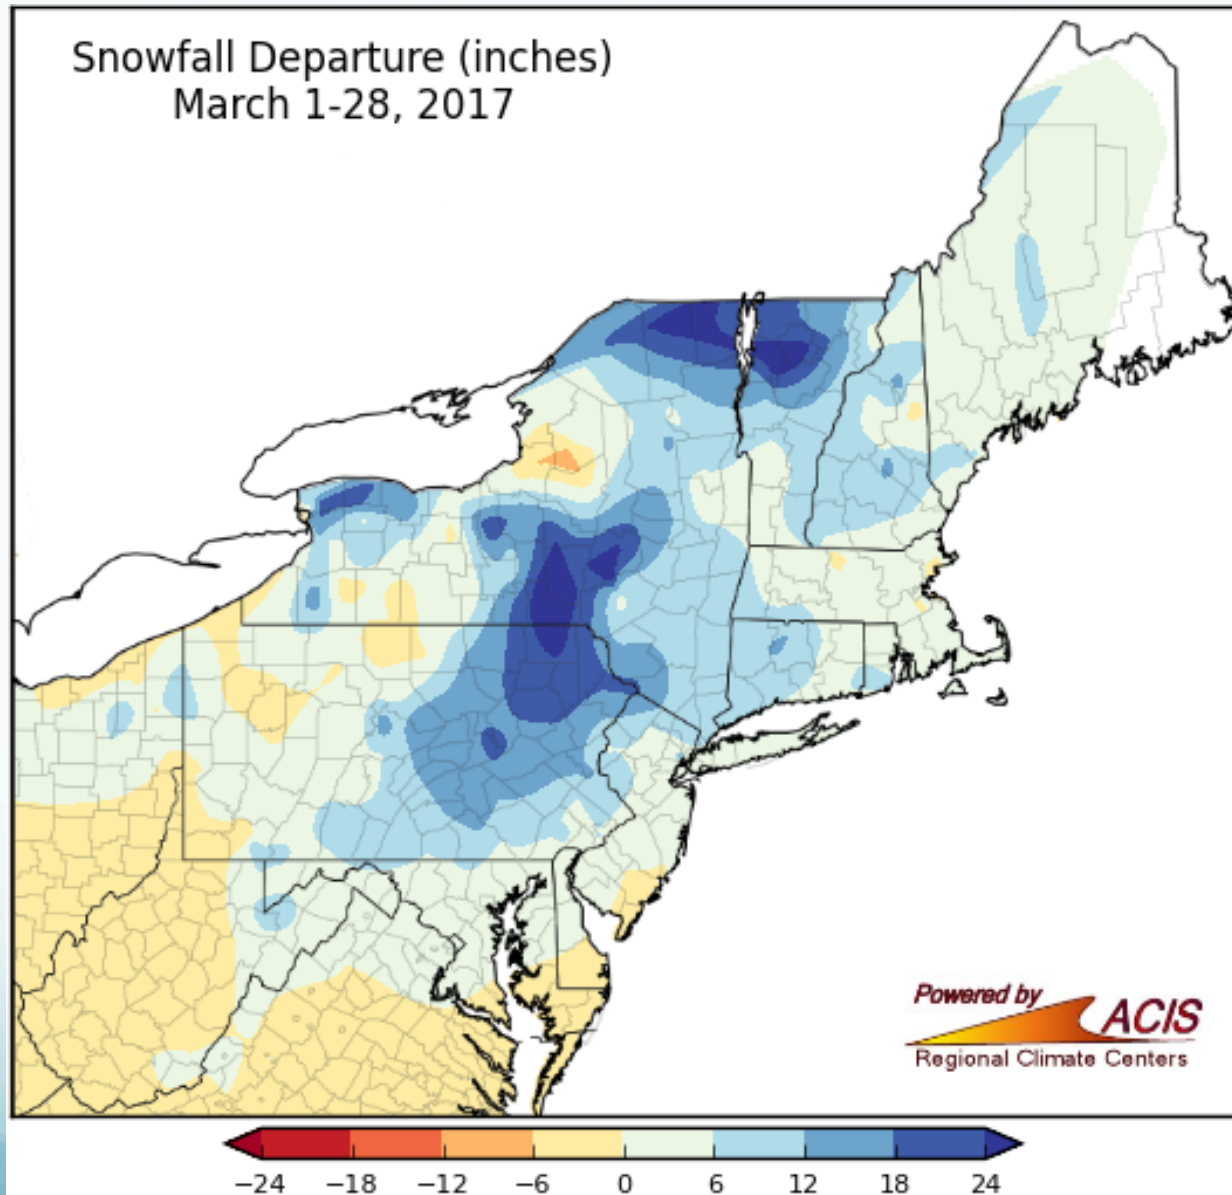 Snowfall Departure (inches)
March 1-28, 2017
Powered by
ACIS
Regional Climate Centers
−24 −18 −12 −6 0 6 12 18 24